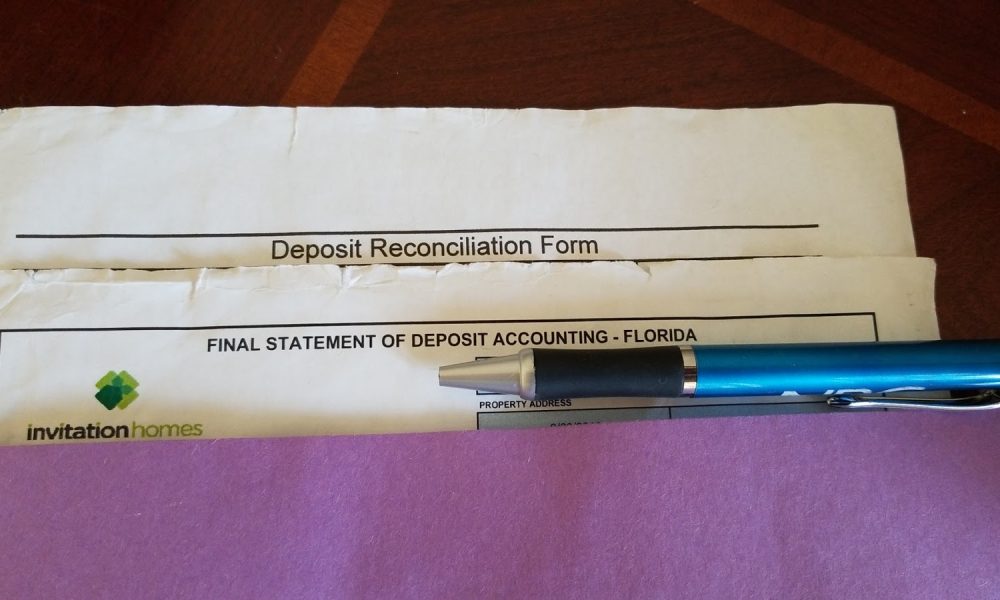 Deposit Reconciliation Form
FINAL STATEMENT OF DEPOSIT ACCOUNTING - FLORIDA
PROPERTY ADDRESS
invitationhomes